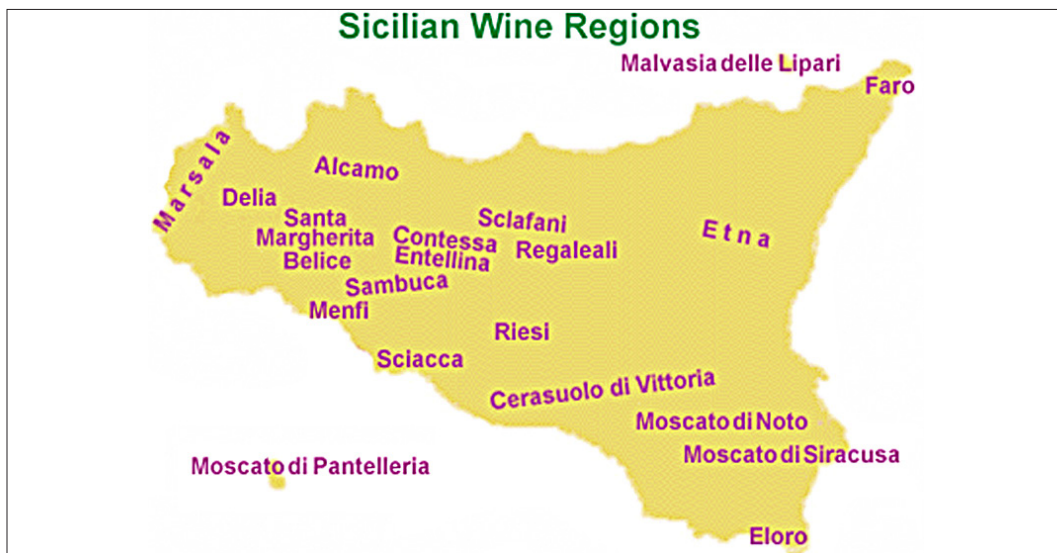 Sicilian Wine Regions
Malvasia delle Lipari
Faro
Marsala
Alcamo
Delia
Santa
Margherita
Belice
Contessa
Entellina
Sclafani
Regaleali
Etna
Sambuca
Menfi
Riesi
Sciacca
Cerasuolo di Vittoria
Moscato di Noto
Moscato di Siracusa
Moscato di Pantelleria
Eloro